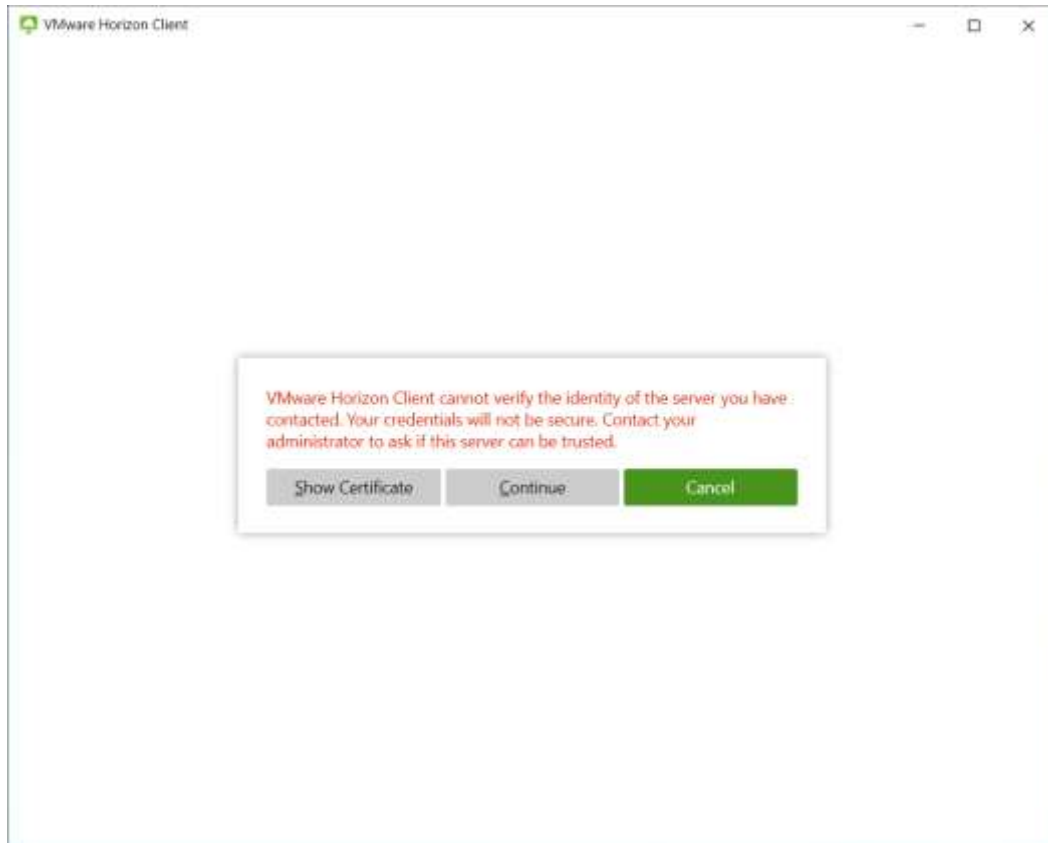 VMware Horizon Client
VMware Horizon Client cannot verify the identity of the server you have
contacted. Your credentials will not be secure. Contact your
administrator to ask if this server can be trusted.
Show Certificate
Continue
Cancel